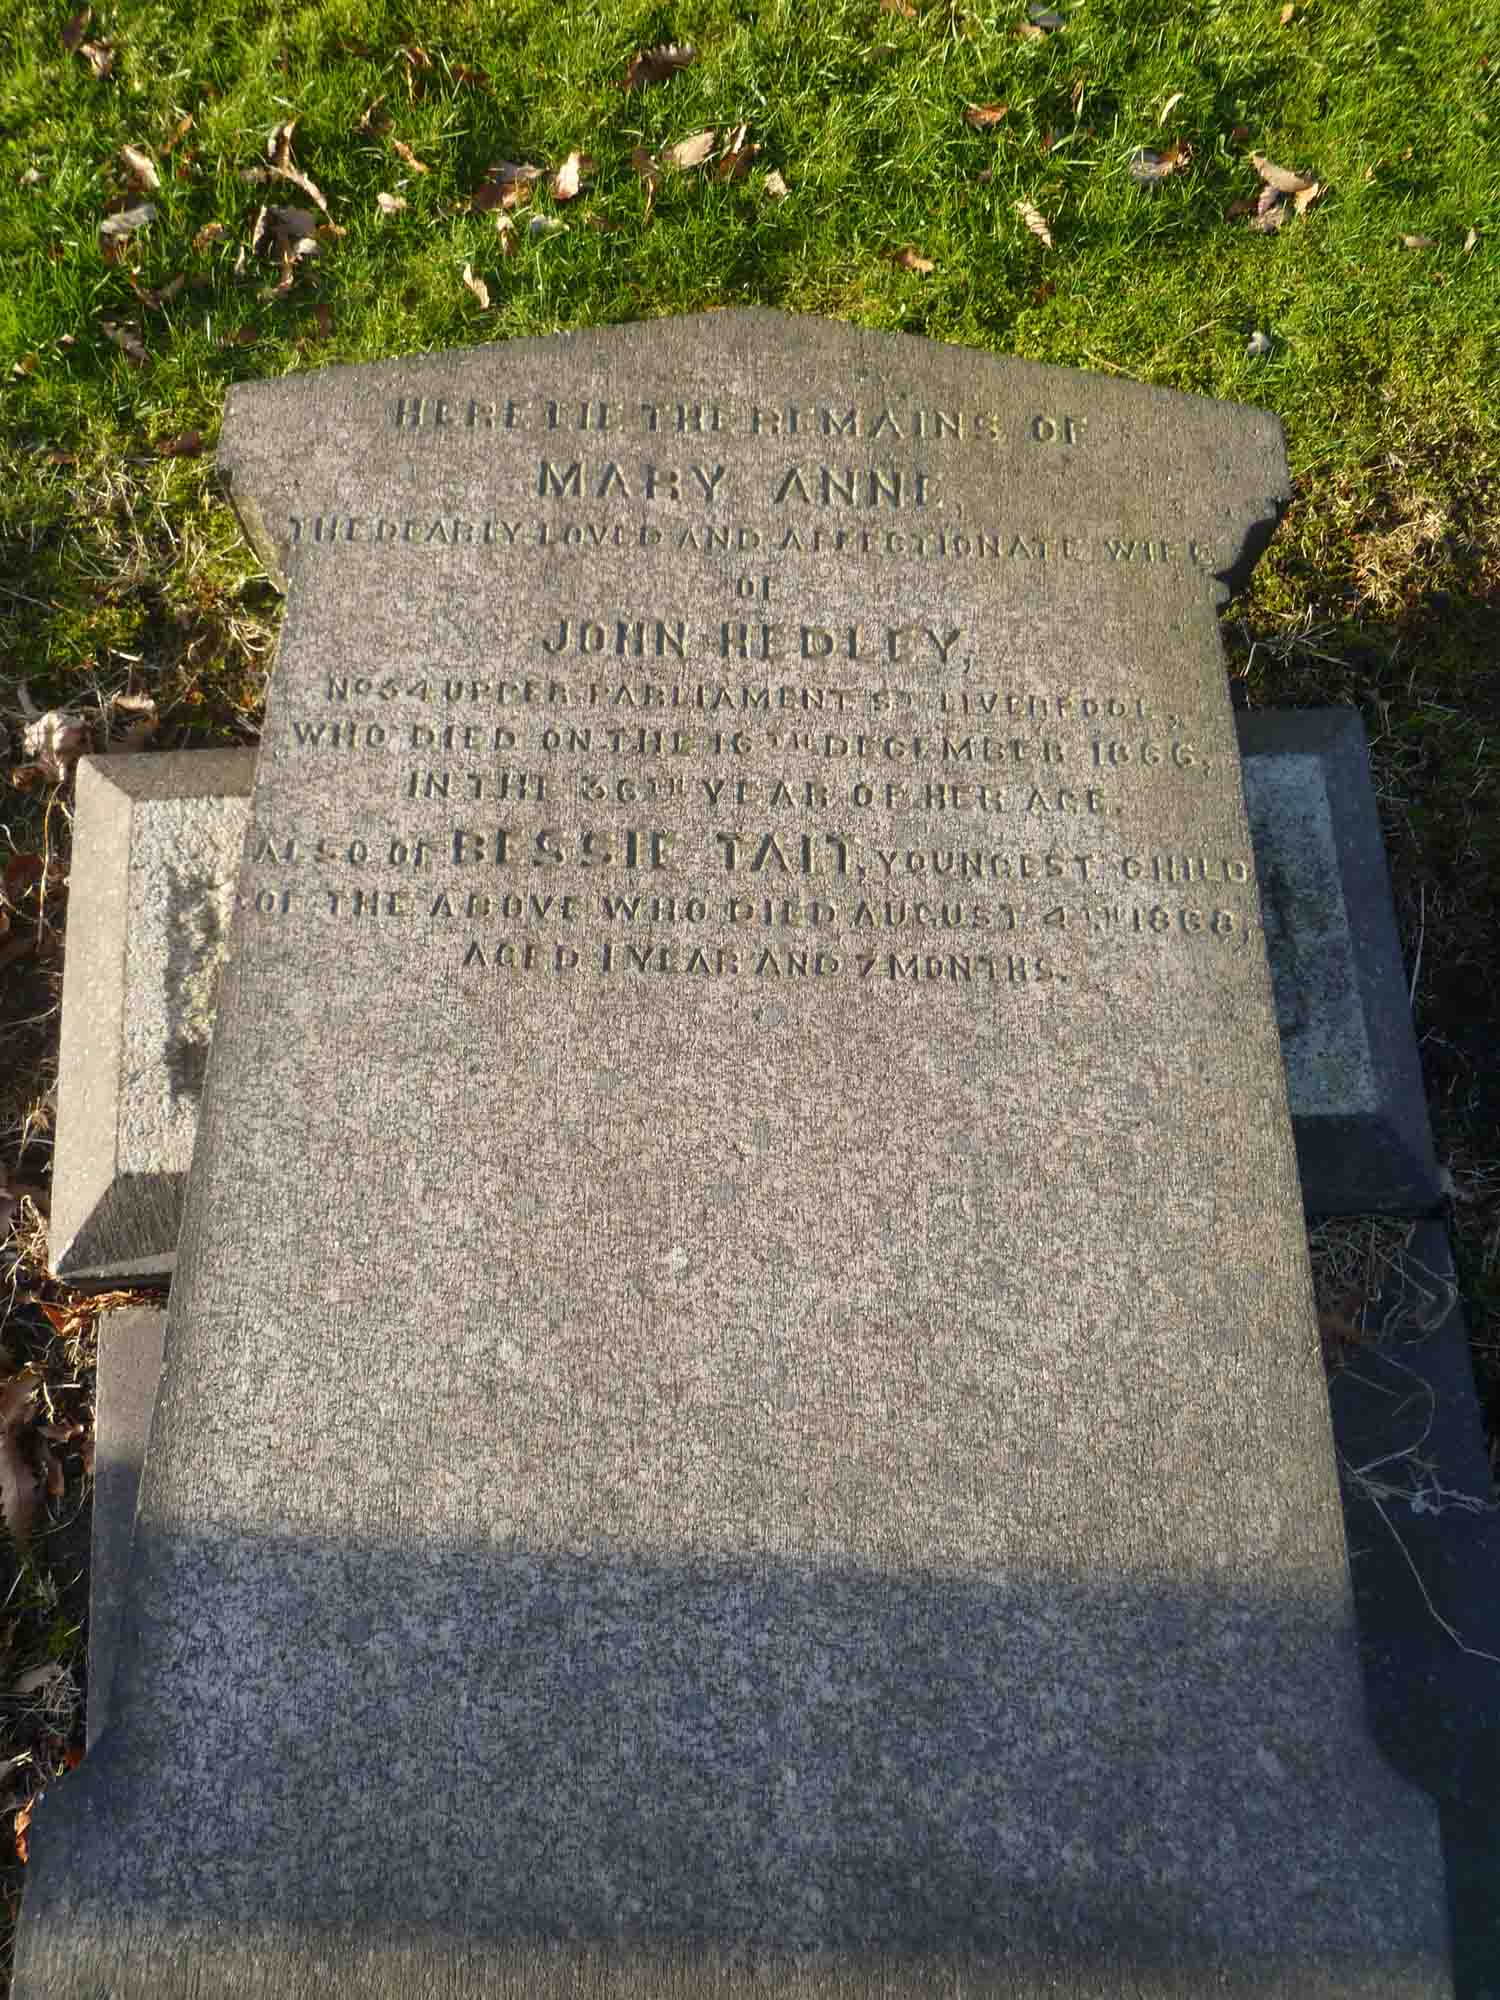 HERE LIE THE REMAINS OF
MARY ANNE,
THE DEARLY LOVED AND AFFECTIONATE WIFE
OF
JOHN HEDLEY,
No 54 UPPER PARLIAMENT ST LIVERPOOL,
WHO DIED ON THE 16TH DECEMBER 1866,
IN THE 36TH YEAR OF HER AGE.
ALSO OF BESSIE TAIT, YOUNGEST CHILD
OF THE ABOVE WHO DIED AUGUST 4TH 1868,
AGED 1 YEAR AND 7 MONTHS.